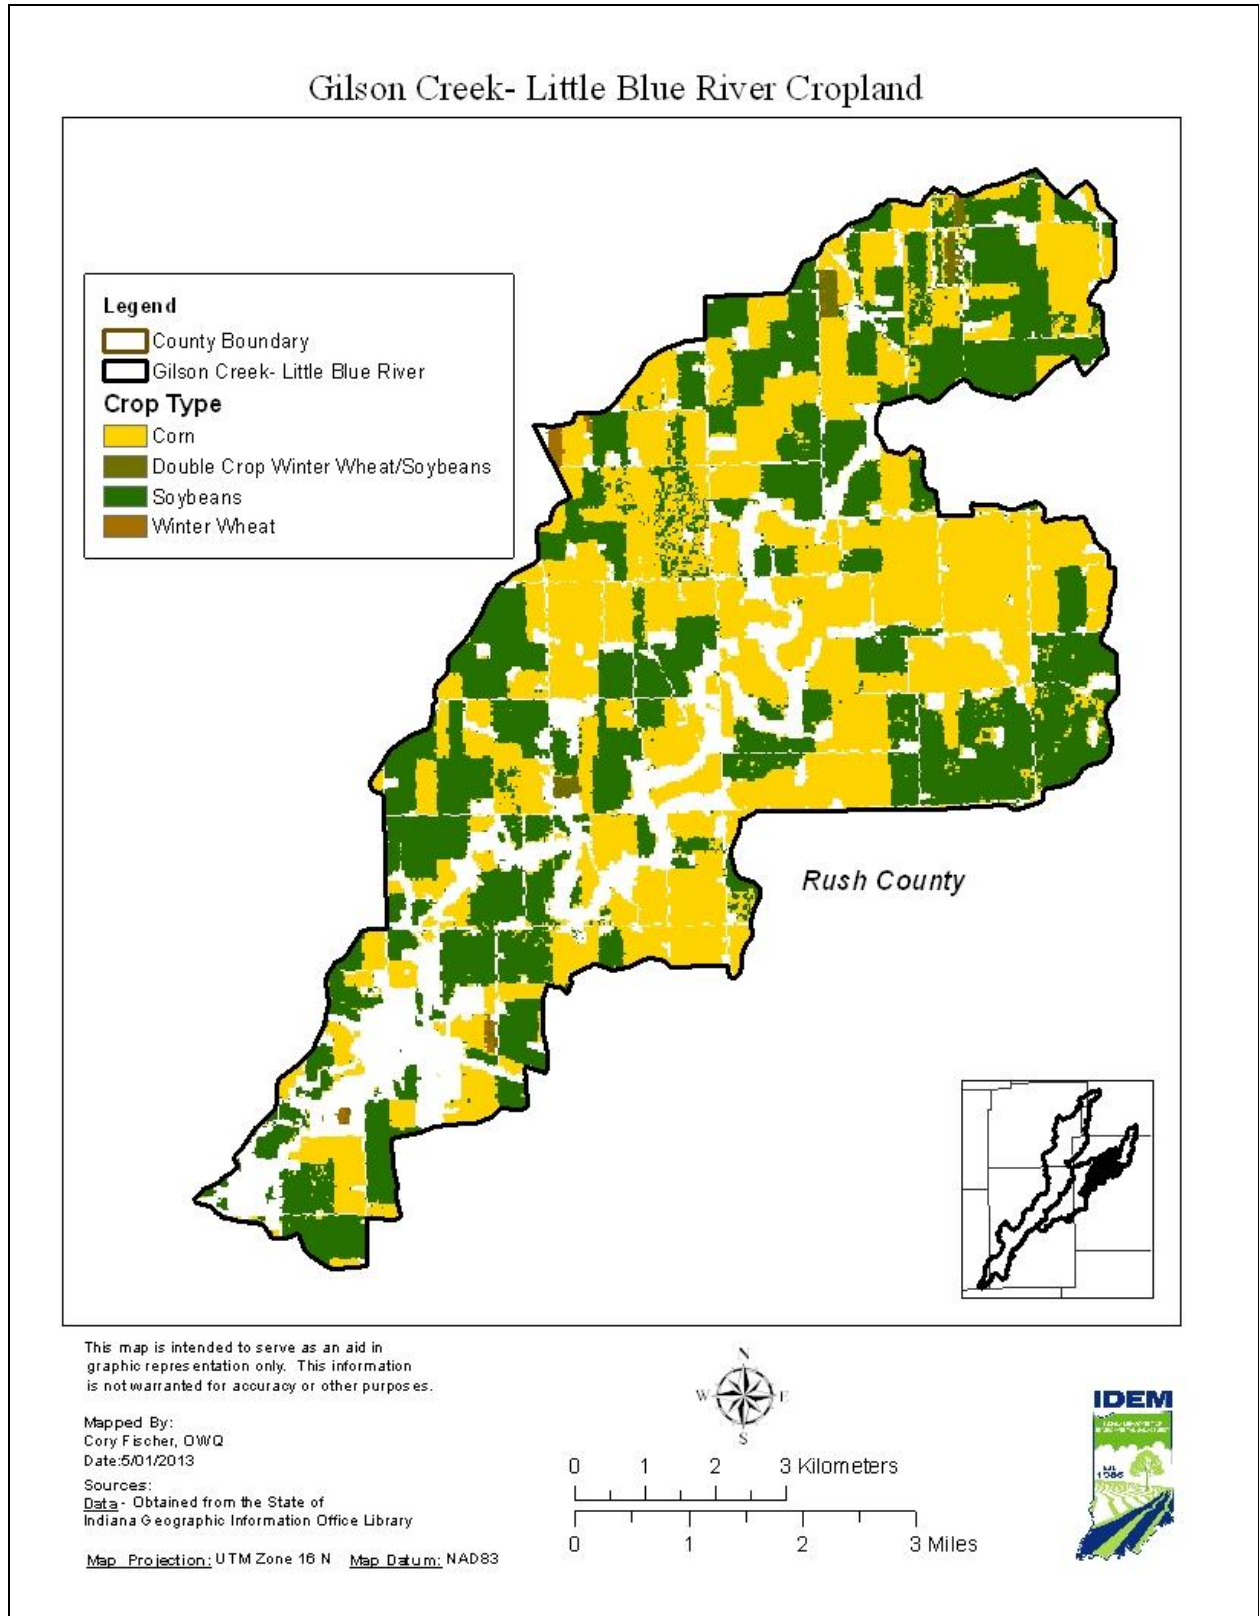 Gilson Creek- Little Blue River Cropland
Legend
County Boundary
Gilson Creek- Little Blue River
Crop Type
Corn
Double Crop Winter Wheat/Soybeans
Soybeans
Winter Wheat
Rush County
This map is intended to serve as an aid in
graphic representation only. This information
is not warranted for accuracy or other purposes.
Mapped By:
Cory Fischer, OWQ
Date:5/01/2013
Sources:
Data - Obtained from the State of
Indiana Geographic Information Office Library
Map Projection: UTM Zone 16 N Map Datum: NAD83
N
W E
S
0 1 2 3 Kilometers
0 1 2 3 Miles
IDEM
1986